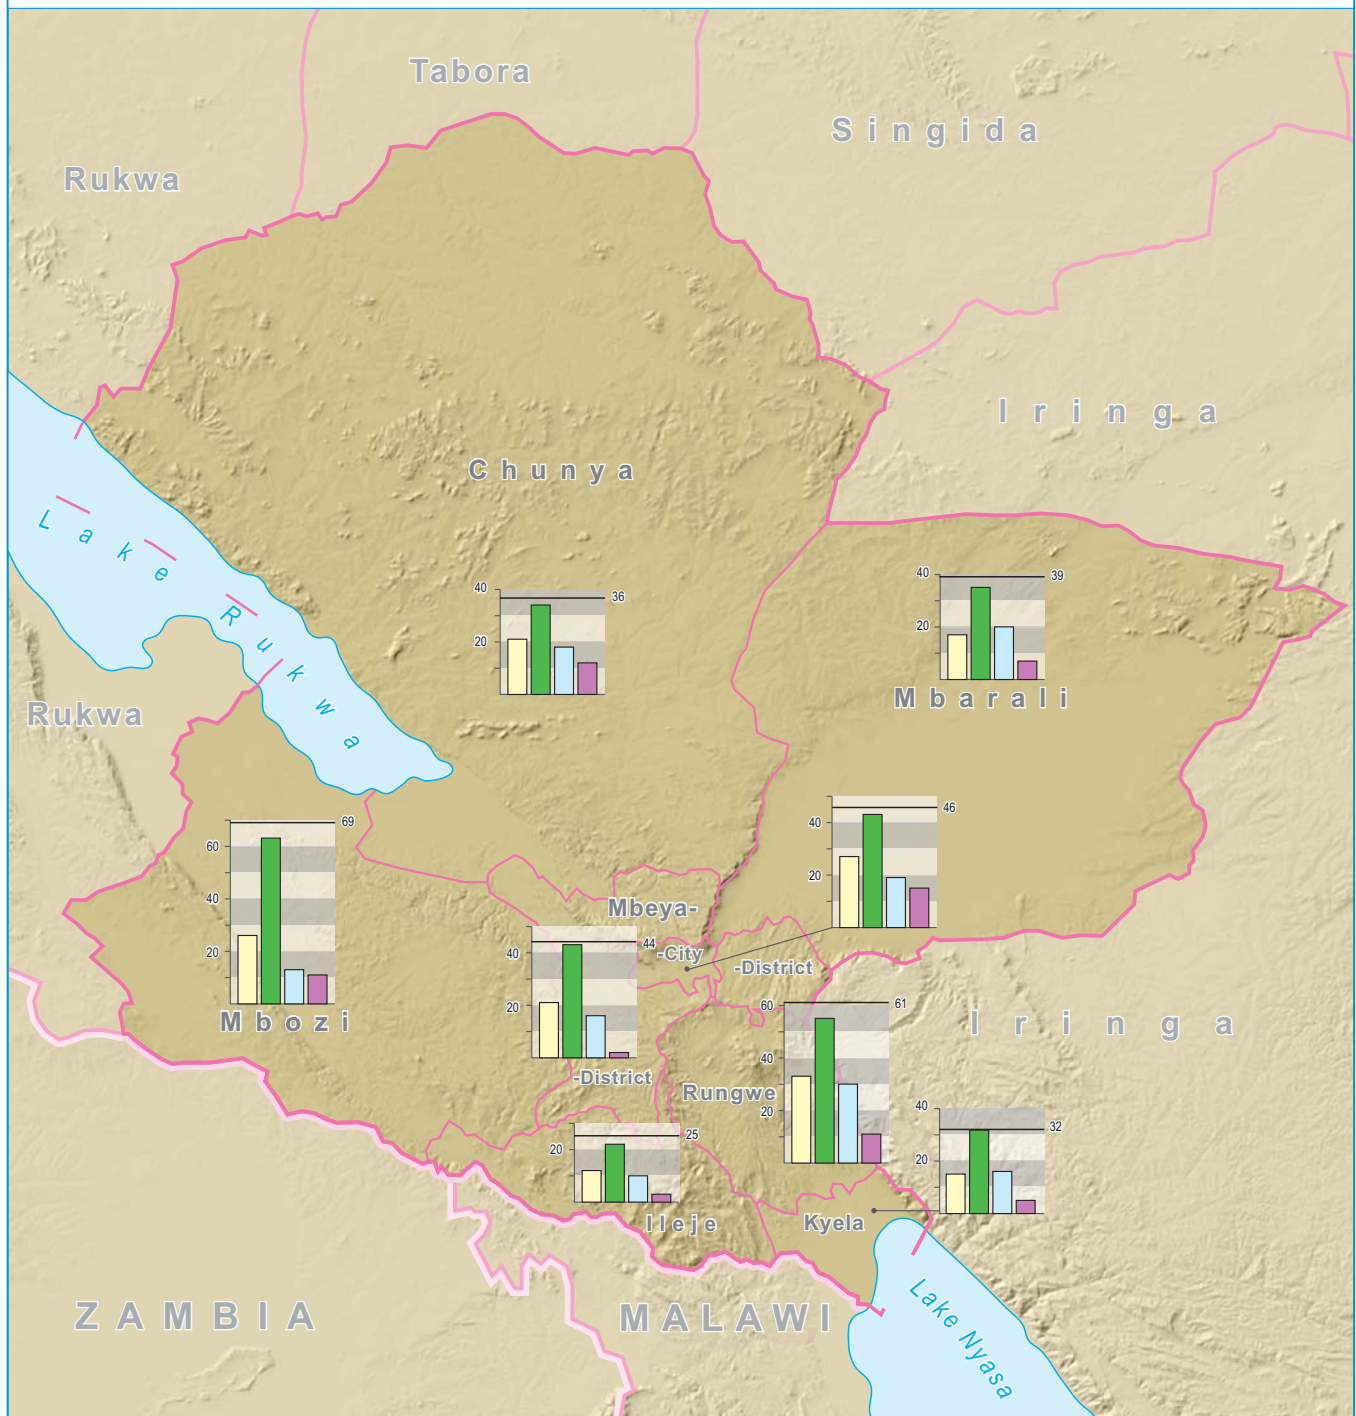 Tabora
Singida
Rukwa
Iringa
Chunya
Lake Rukwa
40
36
20
40
39
20
Mbarali
Rukwa
46
40
20
69
60
40
20
Mbozi
Mbeya-
-City
-District
44
40
20
-District
61
60
40
20
Rungwe
Iringa
40
32
20
25
20
Ileje
Kyela
ZAMBIA
MALAWI
Lake Nyasa